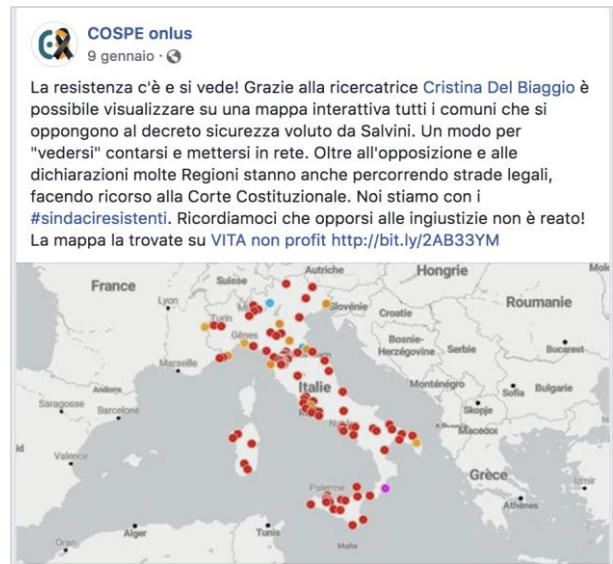 COSPE onlus
9 gennaio ·
La resistenza c'è e si vede! Grazie alla ricercatrice Cristina Del Biaggio è
possibile visualizzare su una mappa interattiva tutti i comuni che si
oppongono al decreto sicurezza voluto da Salvini. Un modo per
"vedersi" contarsi e mettersi in rete. Oltre all'opposizione e alle
dichiarazioni molte Regioni stanno anche percorrendo strade legali,
facendo ricorso alla Corte Costituzionale. Noi stiamo con i
#sindaciresistenti. Ricordiamoci che opporsi alle ingiustizie non è reato!
La mappa la trovate su VITA non profit http://bit.ly/2AB33YM
France
Suisse
Autriche
Hongrie
Lyon
Slovénie
Roumanie
Turin
Croatie
Gênes
Bosnie-
Herzégovine
Serbie
Bucarest
Marseille
Italie
Monténégro
Bulgarie
Andorre
Sofia
Saragosse
Barcelone
Skopje
Valence
Grèce
Izmir
Palerme
Athènes
Alger
Tunis
Oran
Malte